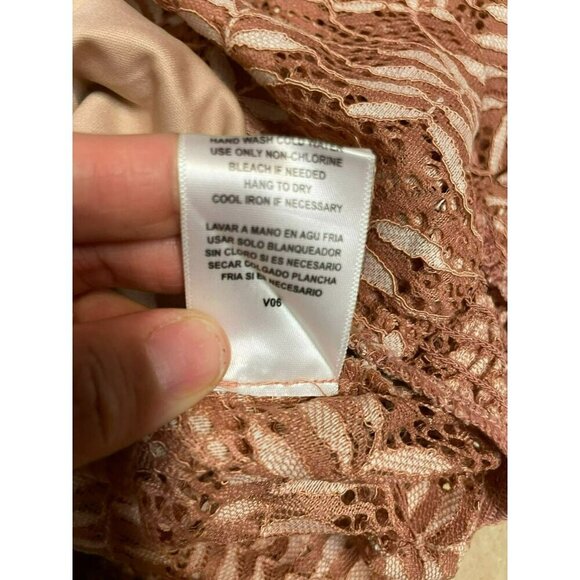 HAND WASH COLD WATER
USE ONLY NON-CHLORINE
BLEACH IF NEEDED
HANG TO DRY
COOL IRON IF NECESSARY
LAVAR A MANO EN AGU FRIA
USAR SOLO BLANQUEADOR
SIN CLORO SI ES NECESARIO
SECAR COLGADO PLANCHA
FRIA SI ES NECESARIO
V06